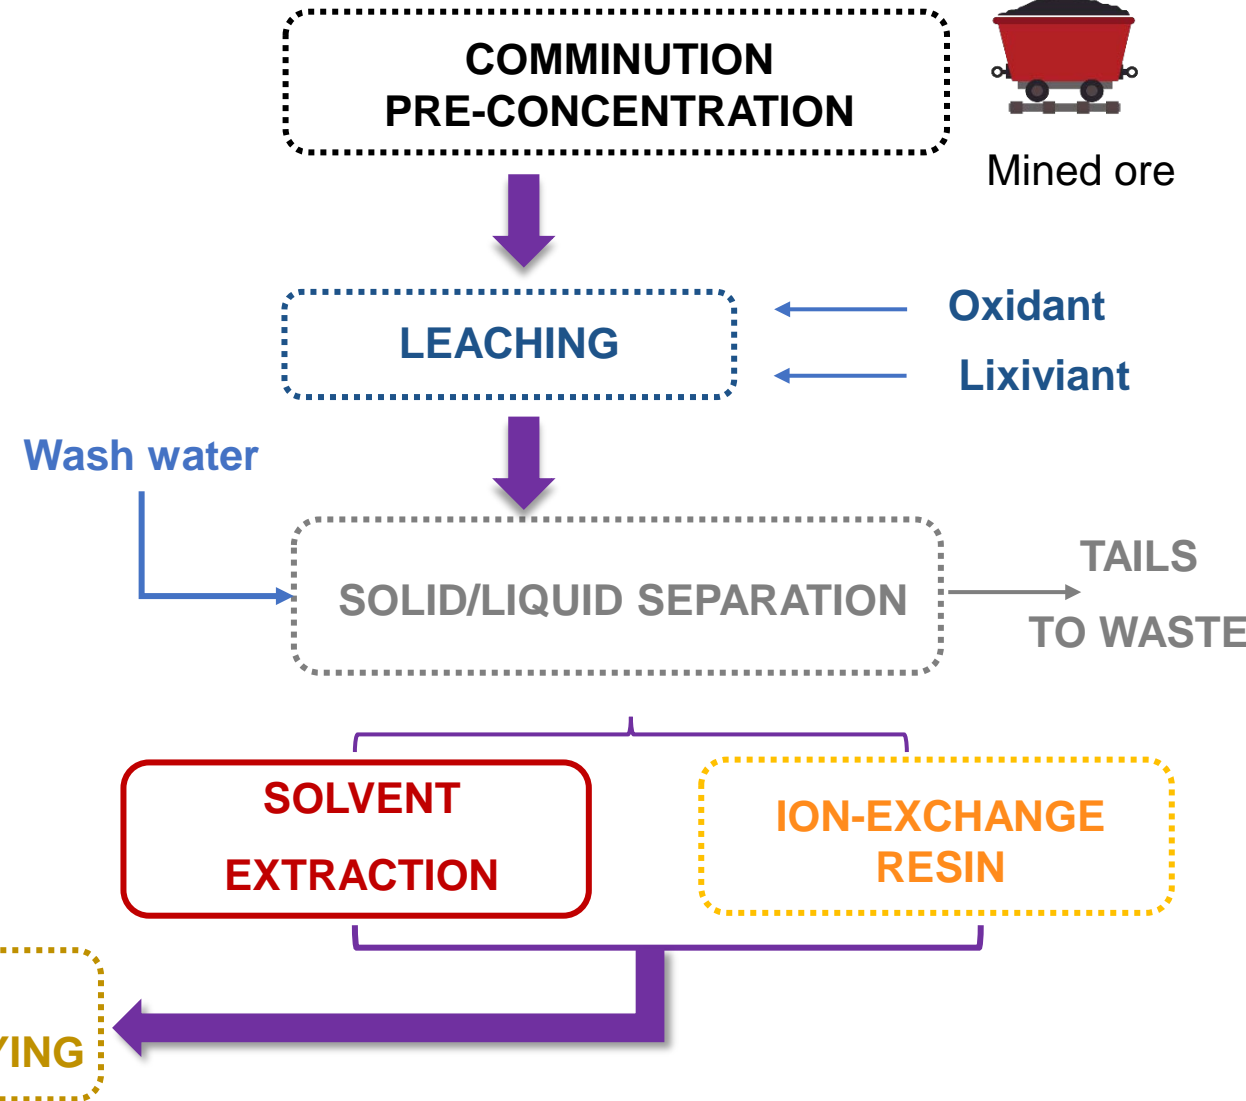 COMMINUTION
PRE-CONCENTRATION
Mined ore
LEACHING
Oxidant
Lixiviant
Wash water
SOLID/LIQUID SEPARATION
TAILS
TO WASTE
SOLVENT
EXTRACTION
ION-EXCHANGE
RESIN